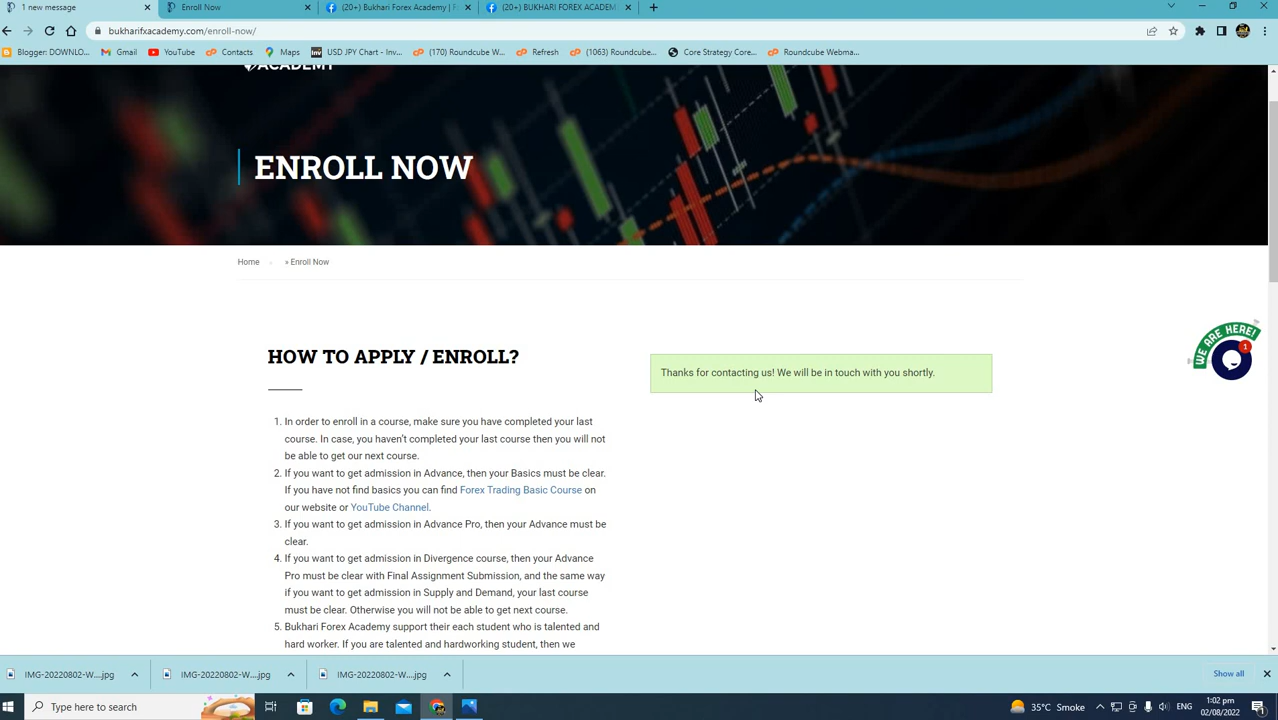 1 new message
Enroll Now
(20+) Bukhari Forex Academy | F
(20+) BUKHARI FOREX ACADEM
bukharifxacademy.com/enroll-now/
Blogger: DOWNLO...
Gmail
YouTube
Contacts
Maps
Inv
USD JPY Chart - Inv...
(170) Roundcube W...
Refresh
(1063) Roundcube...
Core Strategy Core...
Roundcube Webma...
ACADEMY
ENROLL NOW
Home
» Enroll Now
WE ARE HERE!
1
HOW TO APPLY / ENROLL?
Thanks for contacting us! We will be in touch with you shortly.
1. In order to enroll in a course, make sure you have completed your last
course. In case, you haven't completed your last course then you will not
be able to get our next course.
2. If you want to get admission in Advance, then your Basics must be clear.
If you have not find basics you can find Forex Trading Basic Course on
our website or YouTube Channel.
3. If you want to get admission in Advance Pro, then your Advance must be
clear.
4. If you want to get admission in Divergence course, then your Advance
Pro must be clear with Final Assignment Submission, and the same way
if you want to get admission in Supply and Demand, your last course
must be clear. Otherwise you will not be able to get next course.
5. Bukhari Forex Academy support their each student who is talented and
hard worker. If you are talented and hardworking student, then we
IMG-20220802-W....jpg
IMG-20220802-W....jpg
IMG-20220802-W....jpg
Show all
Type here to search
35°C Smoke
ENG
1:02 pm
02/08/2022
1